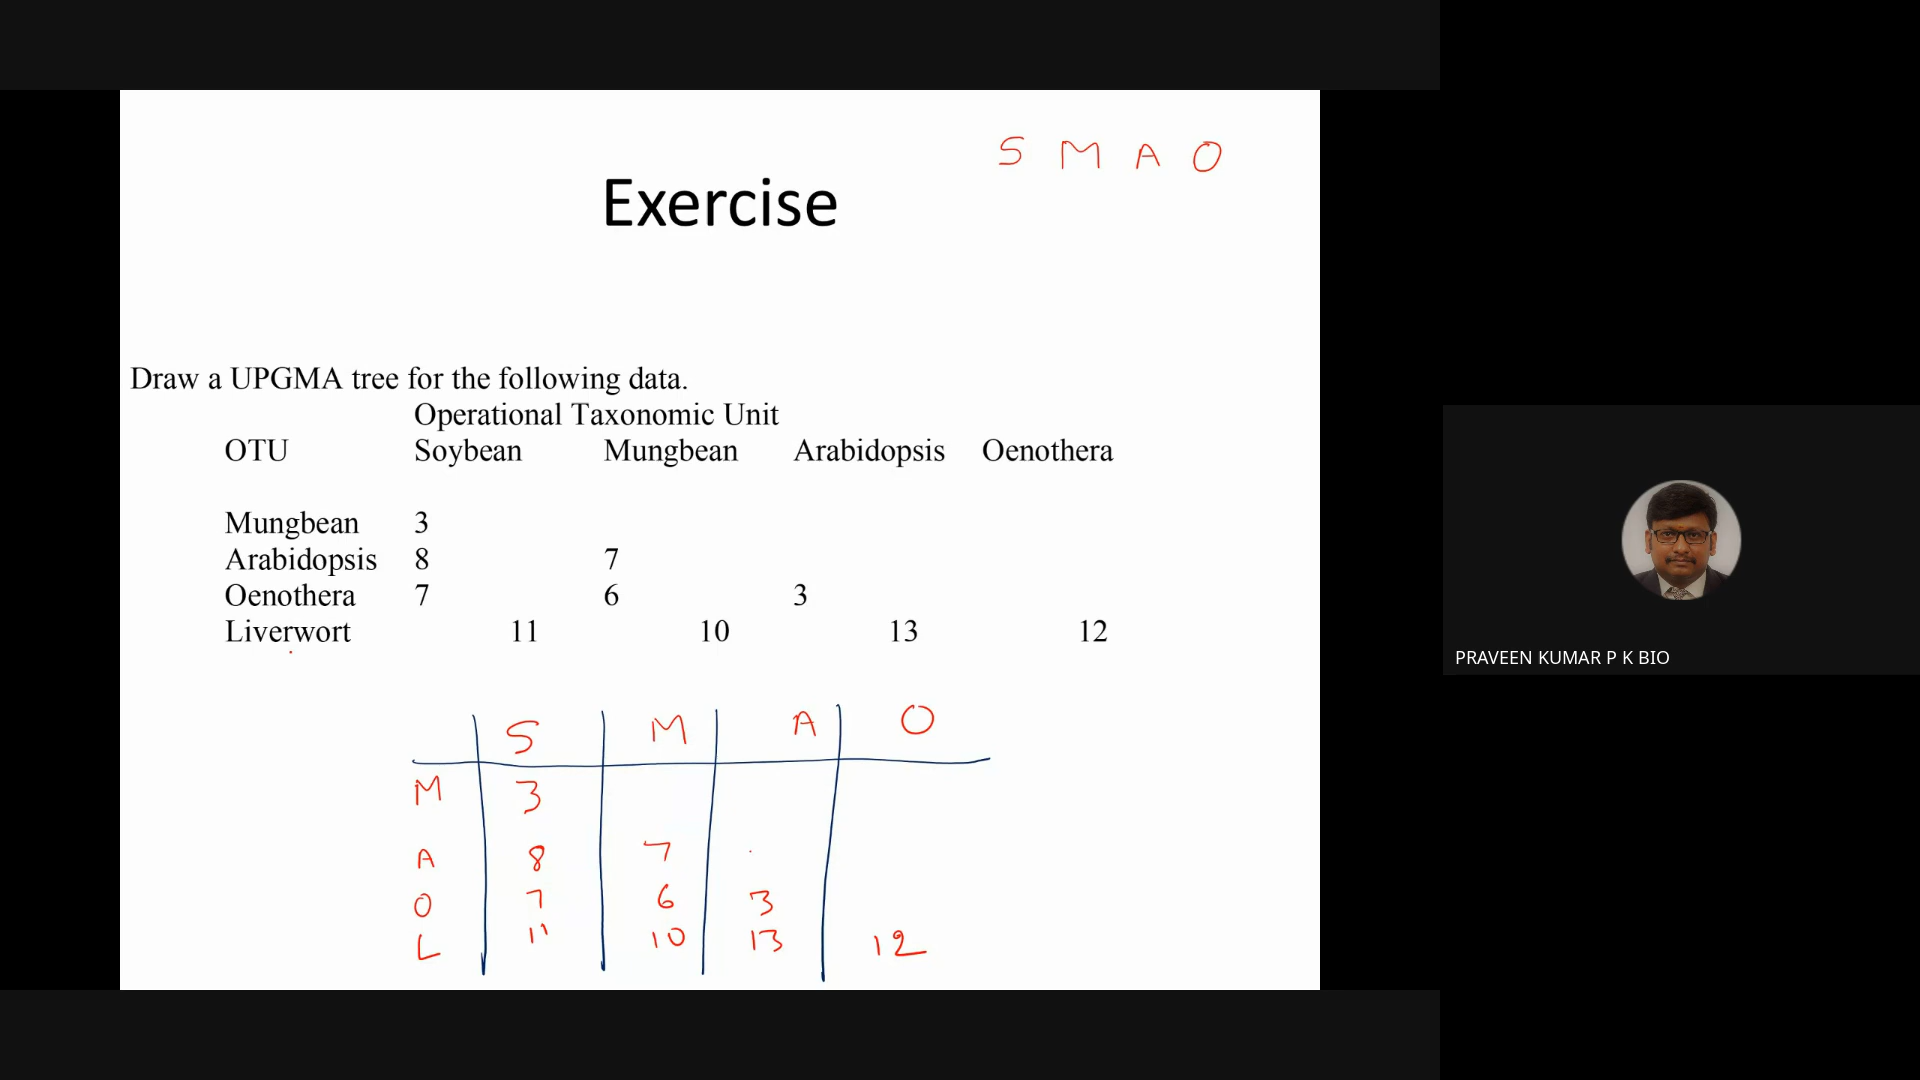 S M A O
Exercise
Draw a UPGMA tree for the following data.
Operational Taxonomic Unit
OTU Soybean Mungbean Arabidopsis Oenothera
Mungbean 3
Arabidopsis 8 7
Oenothera 7 6 3
Liverwort 11 10 13 12
S M A O
M 3
A 8 7
O 7 6 3
L 11 10 13 12
PRAVEEN KUMAR P K BIO